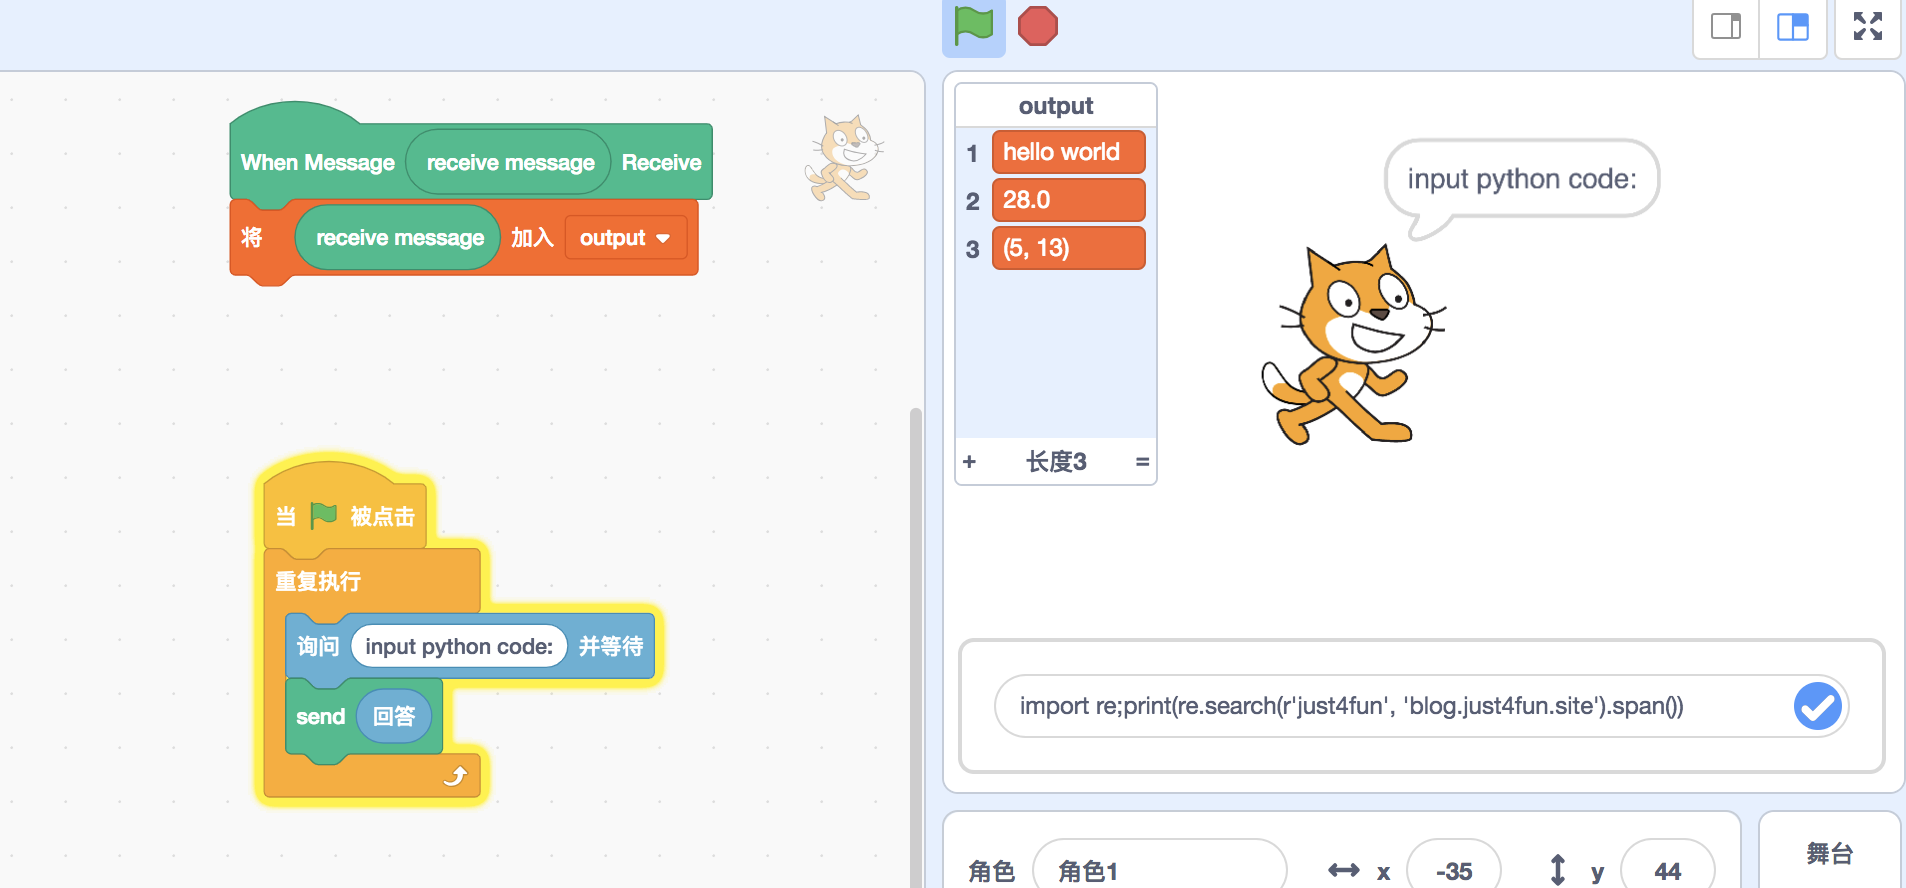 When Message receive message Receive
将 receive message 加入 output
当 被点击
重复执行
询问 input python code: 并等待
send 回答
output
1 hello world
2 28.0
3 (5, 13)
+ 长度3 =
input python code:
import re;print(re.search(r'just4fun', 'blog.just4fun.site').span())
角色 角色1 x -35 y 44
舞台